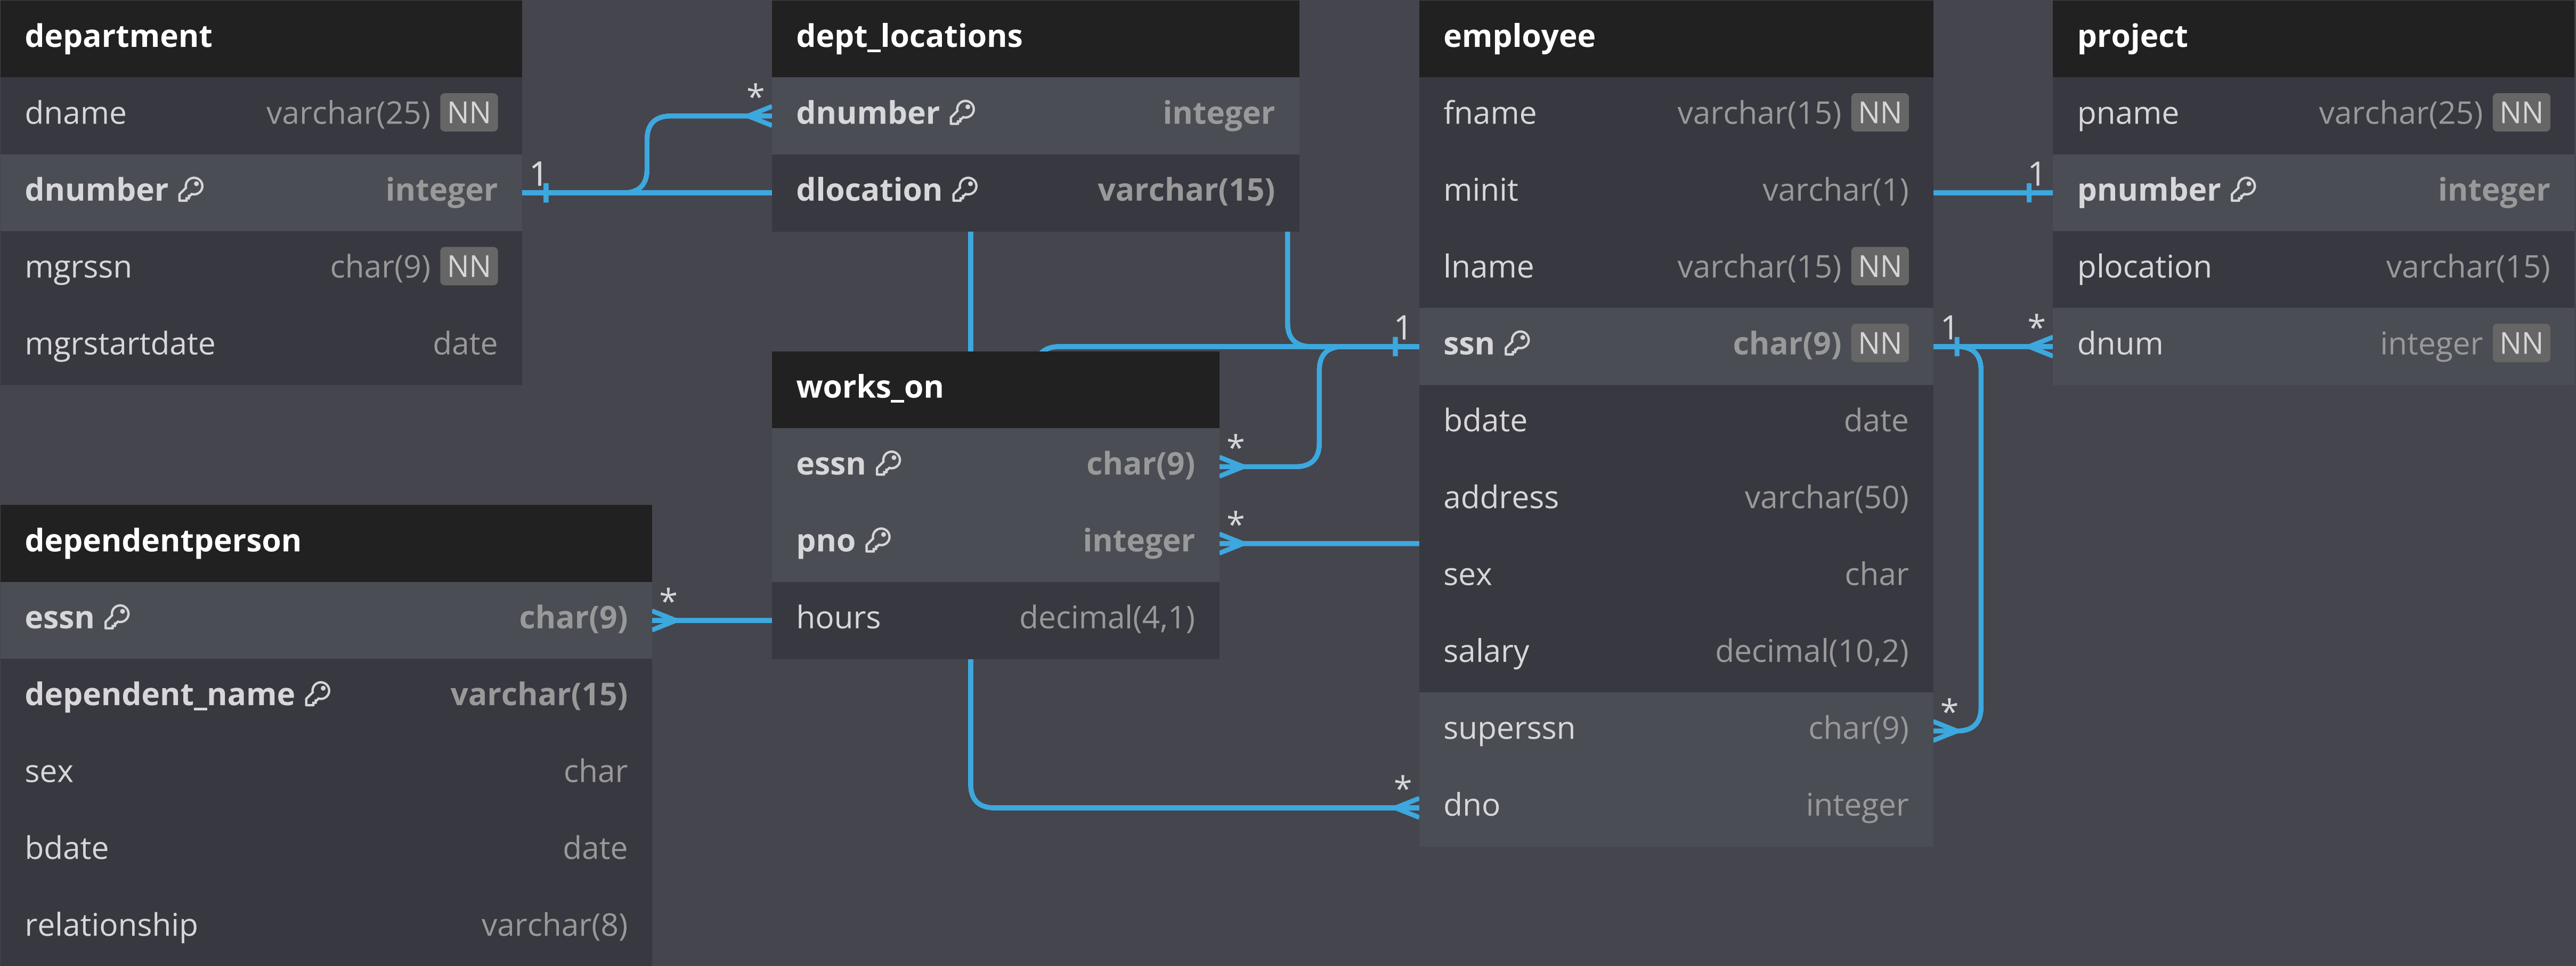 department
dname varchar(25) NN
dnumber integer
mgrssn char(9) NN
mgrstartdate date
1
*
dept_locations
dnumber integer
dlocation varchar(15)
works_on
essn char(9)
pno integer
hours decimal(4,1)
*
*
dependentperson
essn char(9)
dependent_name varchar(15)
sex char
bdate date
relationship varchar(8)
*
employee
fname varchar(15) NN
minit varchar(1)
lname varchar(15) NN
ssn char(9) NN
bdate date
address varchar(50)
sex char
salary decimal(10,2)
superssn char(9)
dno integer
1
*
1
*
project
pname varchar(25) NN
pnumber integer
plocation varchar(15)
dnum integer NN
1
*